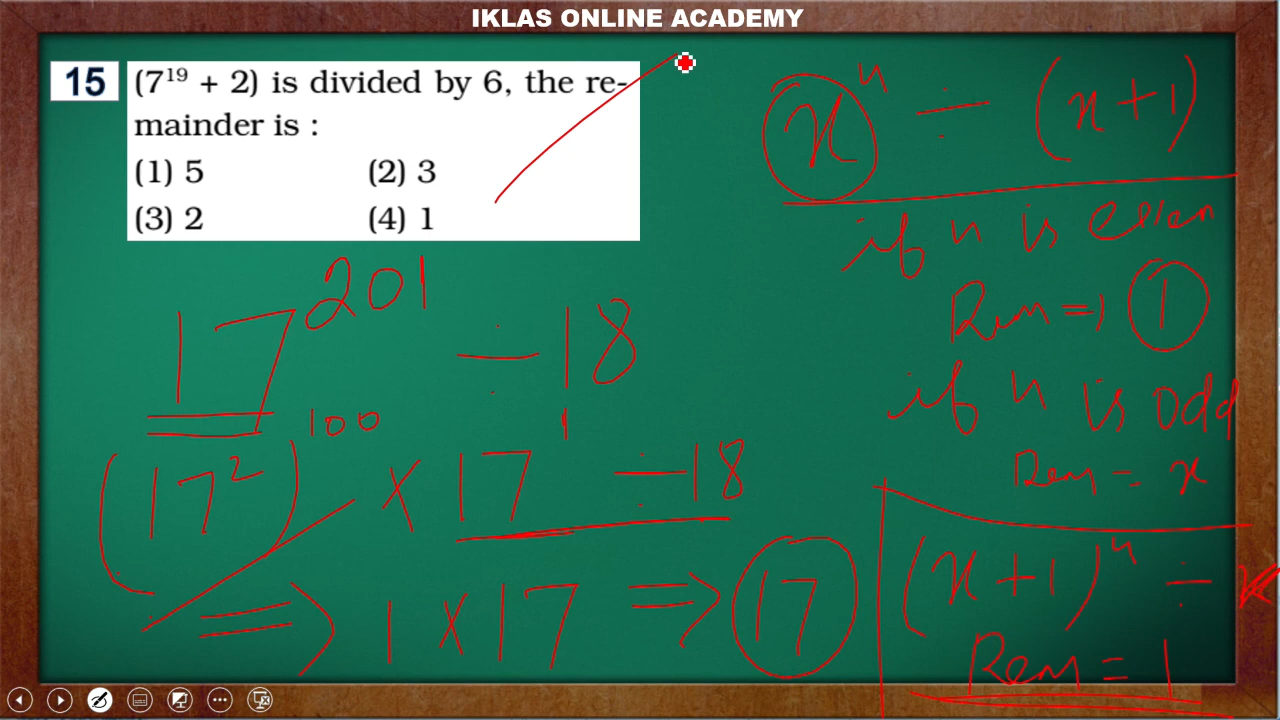 IKLAS ONLINE ACADEMY
15 (7¹⁹ + 2) is divided by 6, the re-
mainder is :
(1) 5 (2) 3
(3) 2 (4) 1
xⁿ ÷ (x+1)
if n is even
Rem ⇒ 1
if n is odd
Rem = x
(x+1)ⁿ ÷ x
Rem = 1
17²⁰¹ ÷ 18
(17²)¹⁰⁰ × 17¹ ÷ 18
⇒ 1 × 17 ⇒ 17